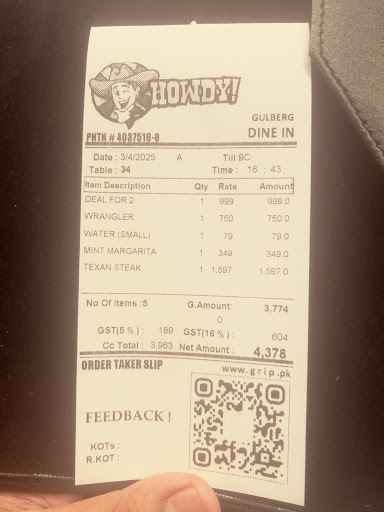 HOWDY!
GULBERG
PNTN # 4037518-8 DINE IN
Date : 3/4/2025 A Till BC
Table : 34 Time : 16 : 43
Item Description Qty Rate Amount
DEAL FOR 2 1 999 999.0
WRANGLER 1 750 750.0
WATER (SMALL) 1 79 79.0
MINT MARGARITA 1 349 349.0
TEXAN STEAK 1 1,597 1,597.0
No Of Items :5 G.Amount: 3,774
0
GST(5 % ) : 189 GST(16 % ) : 604
Cc Total : 3,963 Net Amount : 4,378
ORDER TAKER SLIP www.grip.pk
FEEDBACK !
KOTs :
R.KOT :